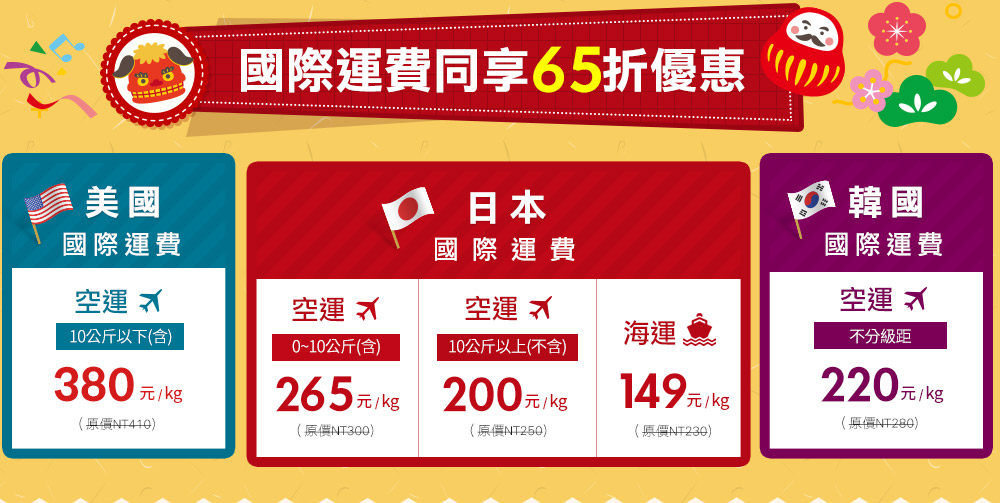 國際運費同享65折優惠
美國
國際運費
空運
10公斤以下(含)
380元/kg
(原價NT410)
日本
國際運費
空運
0~10公斤(含)
265元/kg
(原價NT300)
空運
10公斤以上(不含)
200元/kg
(原價NT250)
海運
149元/kg
(原價NT230)
韓國
國際運費
空運
不分級距
220元/kg
(原價NT280)